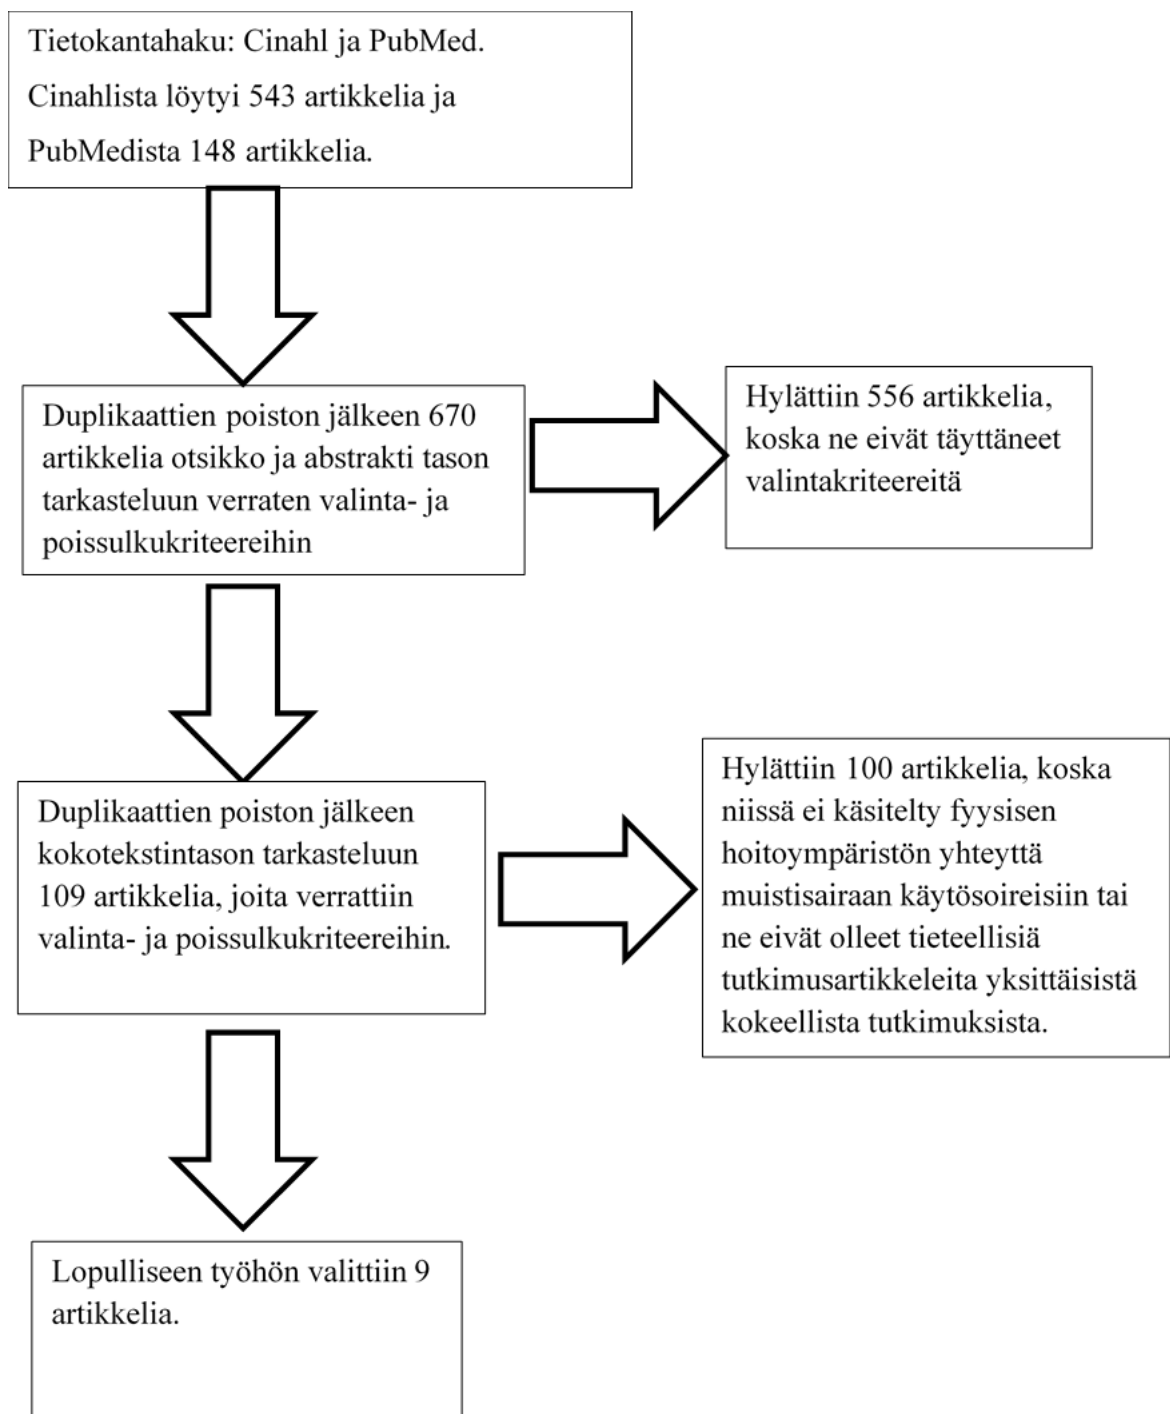 Tietokantahaku: Cinahl ja PubMed.
Cinahlista löytyi 543 artikkelia ja
PubMedista 148 artikkelia.
Duplikaattien poiston jälkeen 670
artikkelia otsikko ja abstrakti tason
tarkasteluun verraten valinta- ja
poissulkukriteereihin
Hylättiin 556 artikkelia,
koska ne eivät täyttäneet
valintakriteereitä
Duplikaattien poiston jälkeen
kokotekstintason tarkasteluun
109 artikkelia, joita verrattiin
valinta- ja poissulkukriteereihin.
Hylättiin 100 artikkelia, koska
niissä ei käsitelty fyysisen
hoitoympäristön yhteyttä
muistisairaan käytösoireisiin tai
ne eivät olleet tieteellisiä
tutkimusartikkeleita yksittäisistä
kokeellista tutkimuksista.
Lopulliseen työhön valittiin 9
artikkelia.